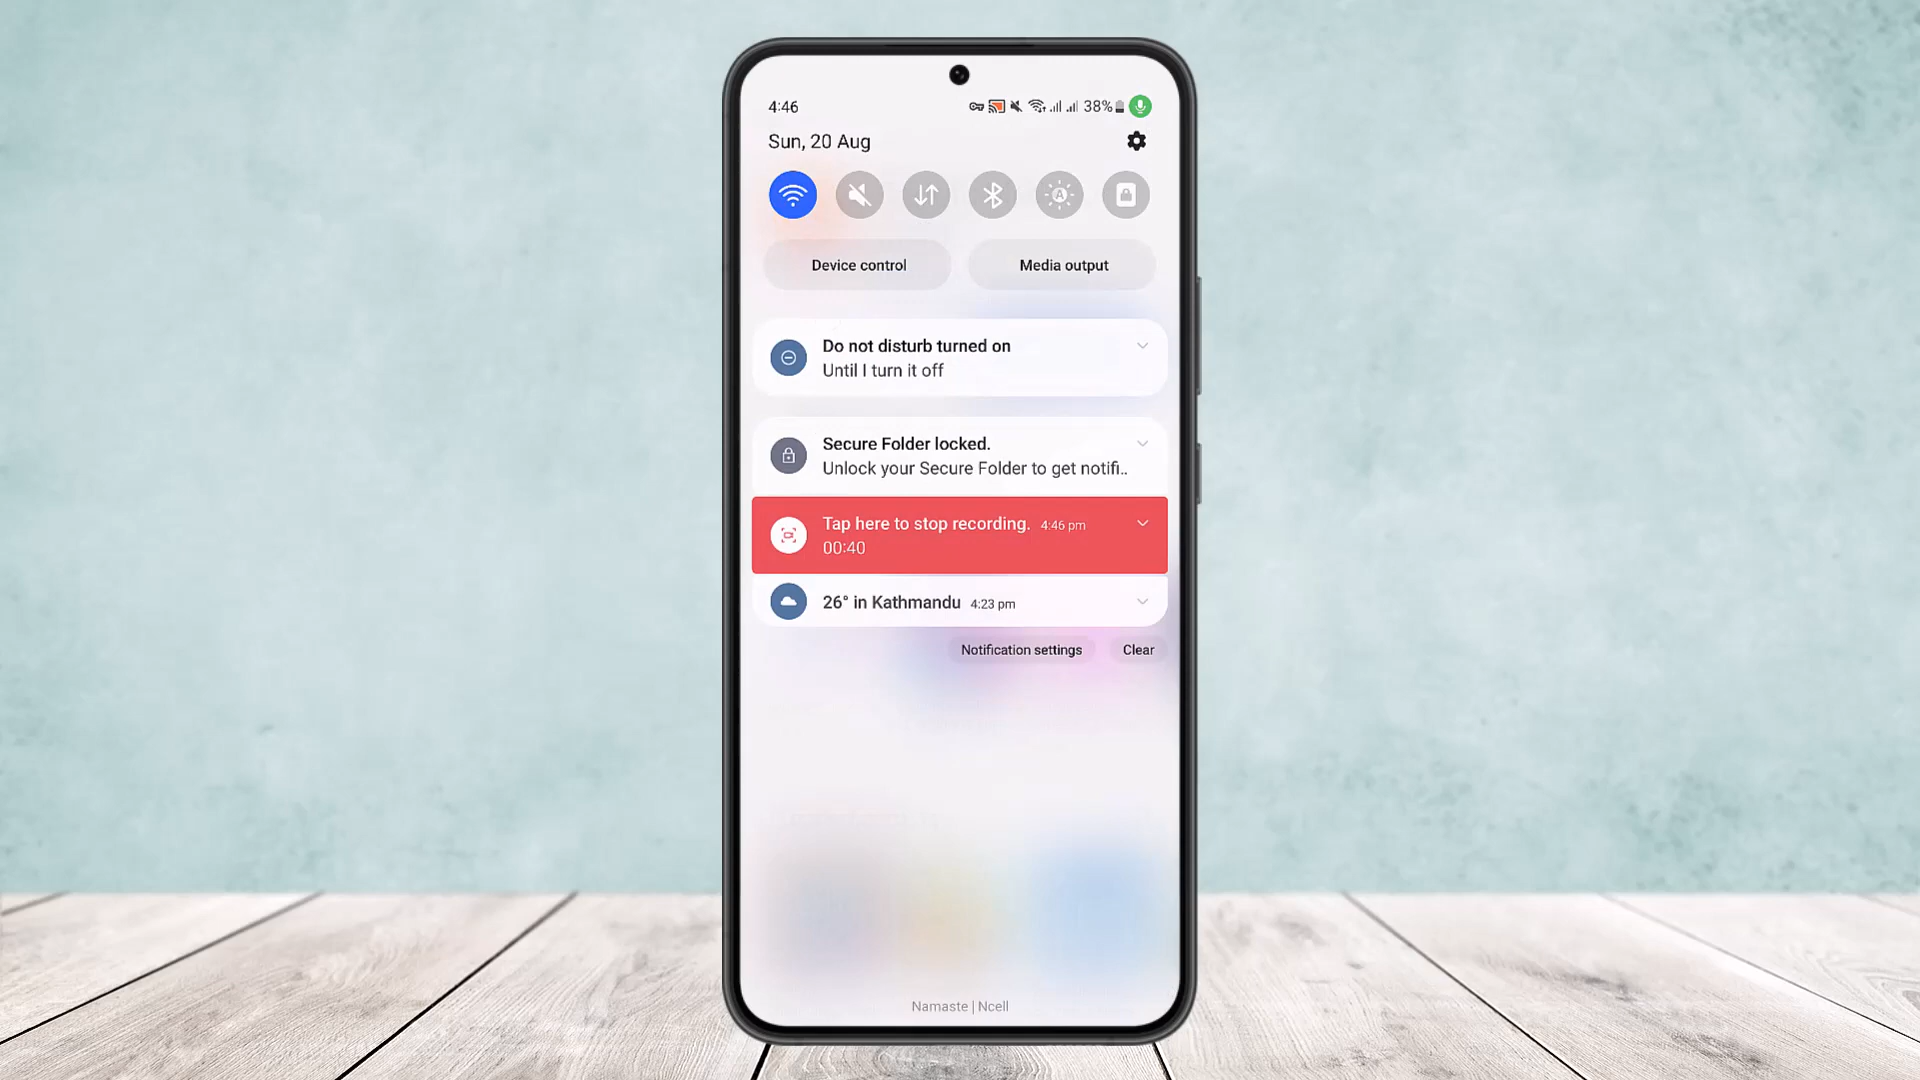 4:46
38%
Sun, 20 Aug
A
Device control
Media output
Do not disturb turned on
Until I turn it off
Secure Folder locked.
Unlock your Secure Folder to get notifi..
Tap here to stop recording. 4:46 pm
00:40
26° in Kathmandu 4:23 pm
Notification settings
Clear
Namaste | Ncell